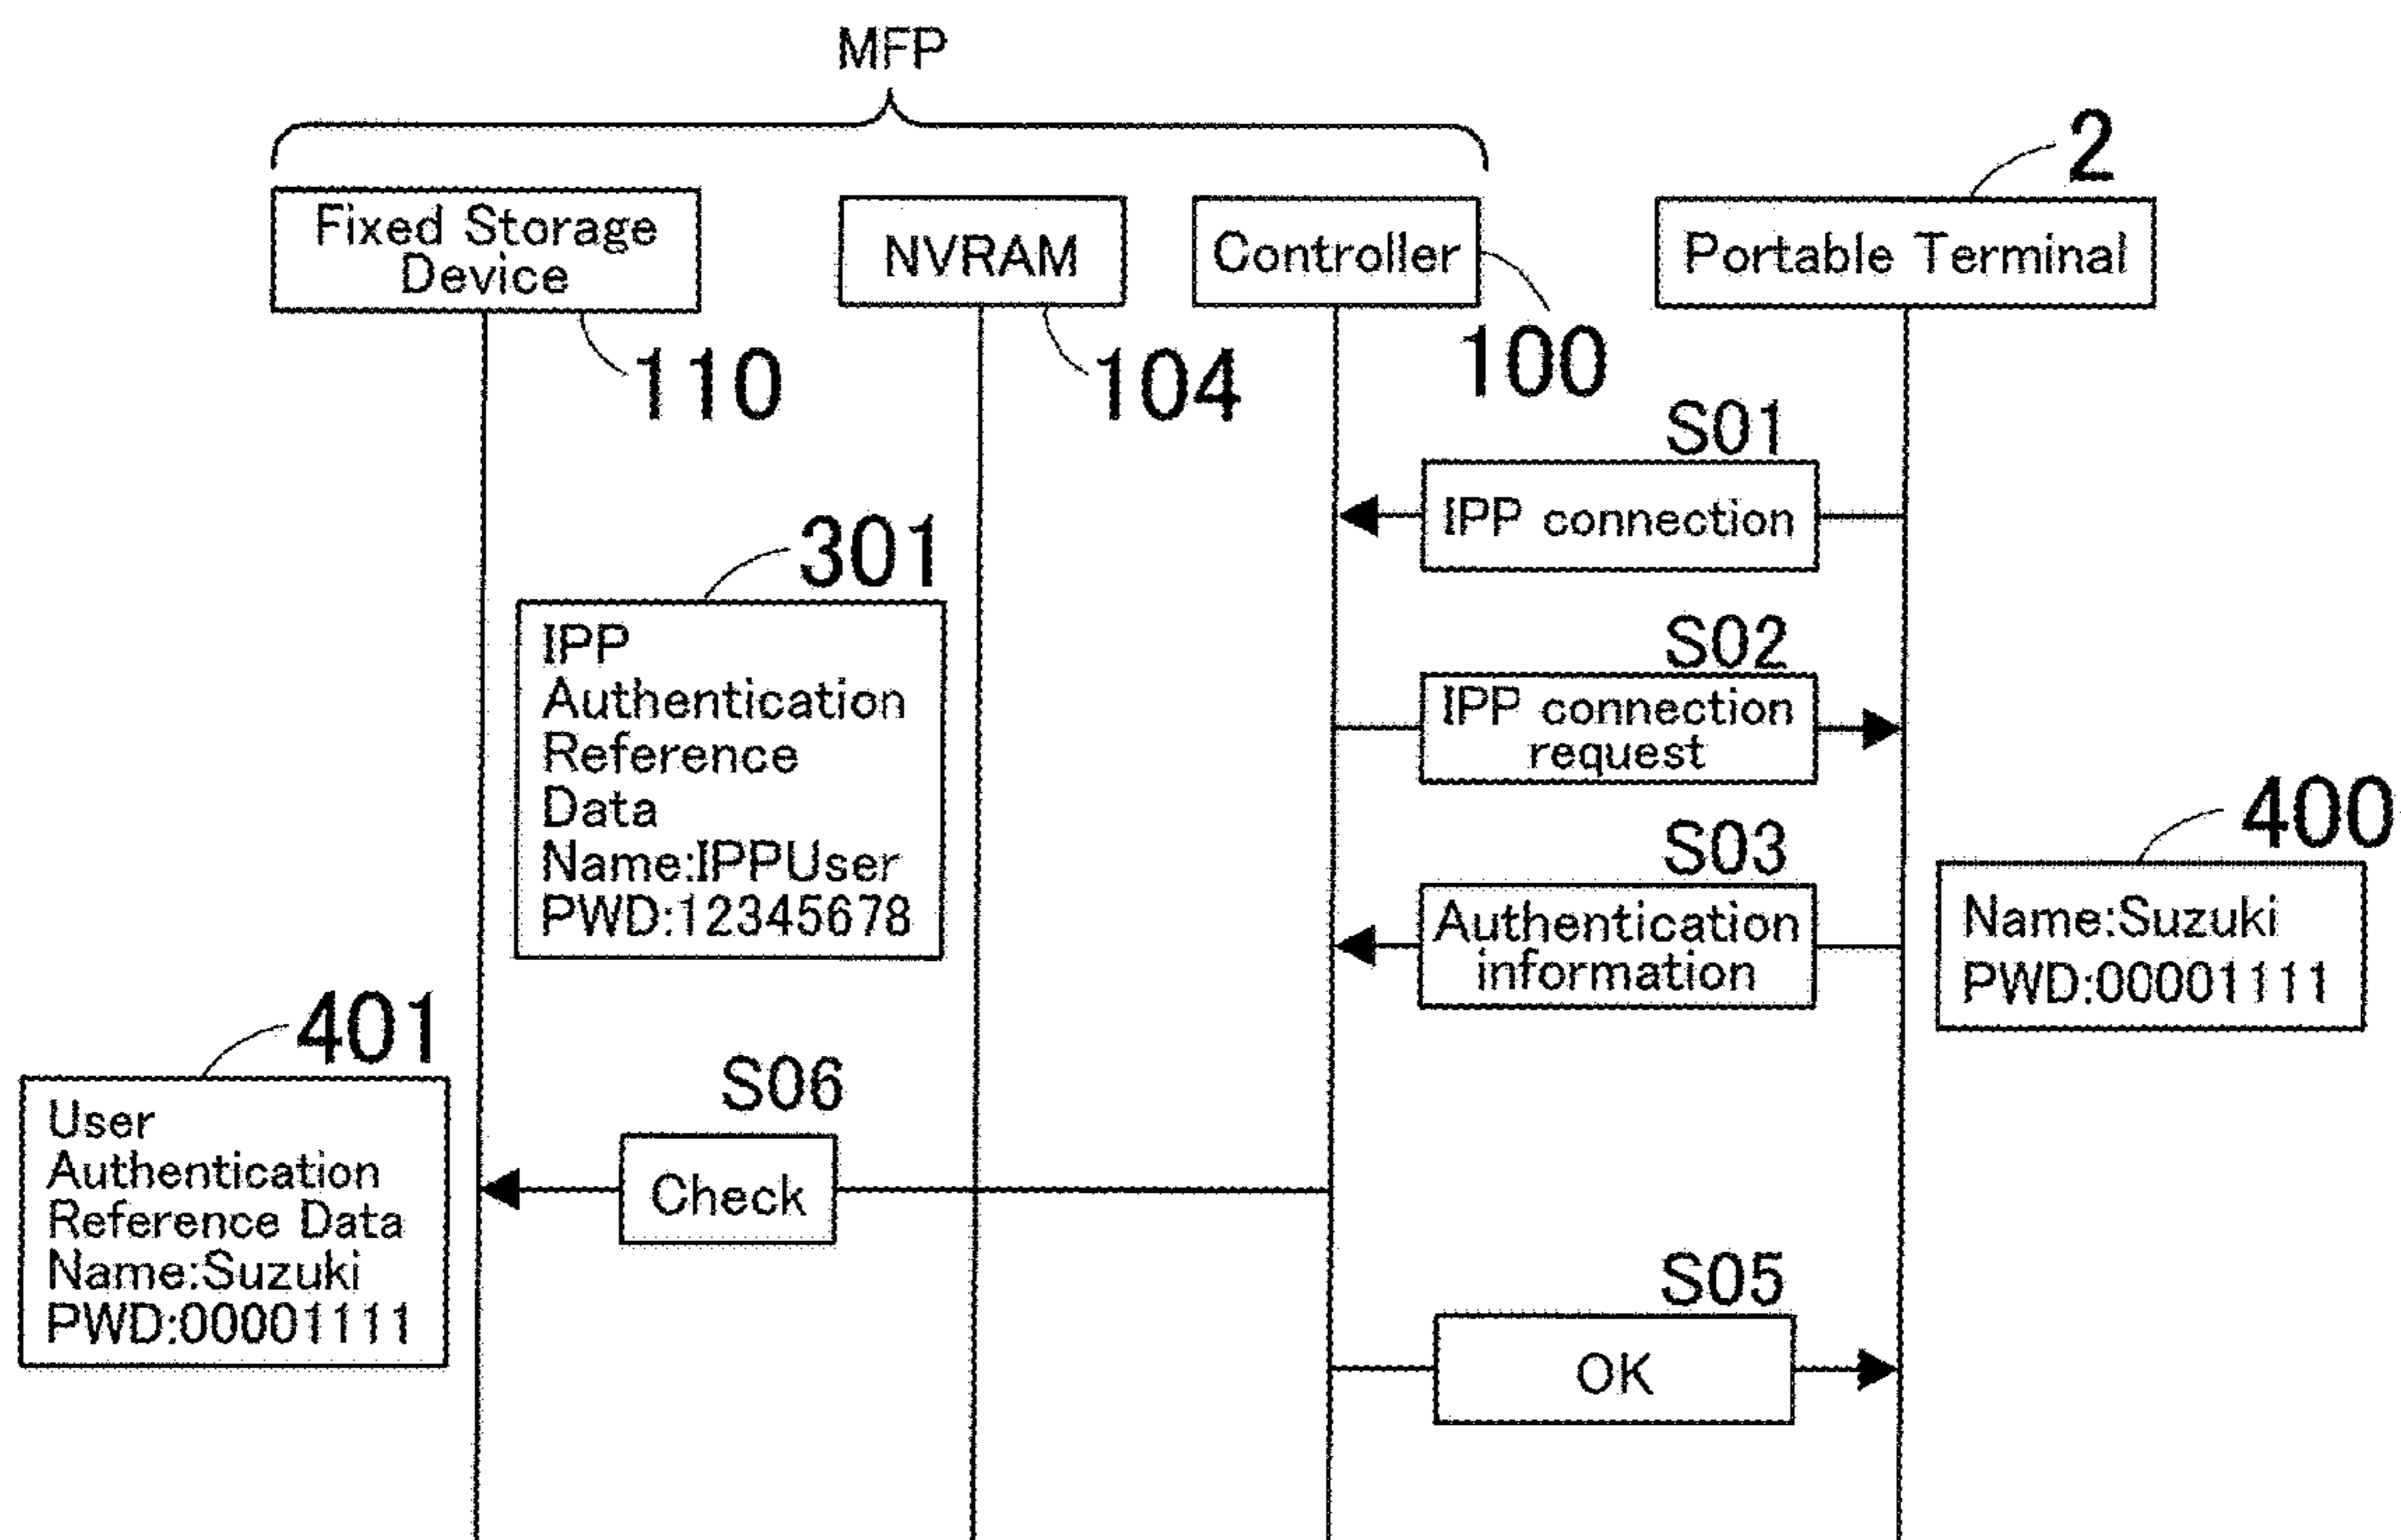 MFP
2
Fixed Storage
Device
NVRAM
Controller
Portable Terminal
110
104
100
S01
IPP connection
301
IPP
Authentication
Reference
Data
Name:IPPUser
PWD:12345678
S02
IPP connection
request
400
S03
Authentication
information
Name:Suzuki
PWD:00001111
401
User
Authentication
Reference Data
Name:Suzuki
PWD:00001111
S06
Check
S05
OK